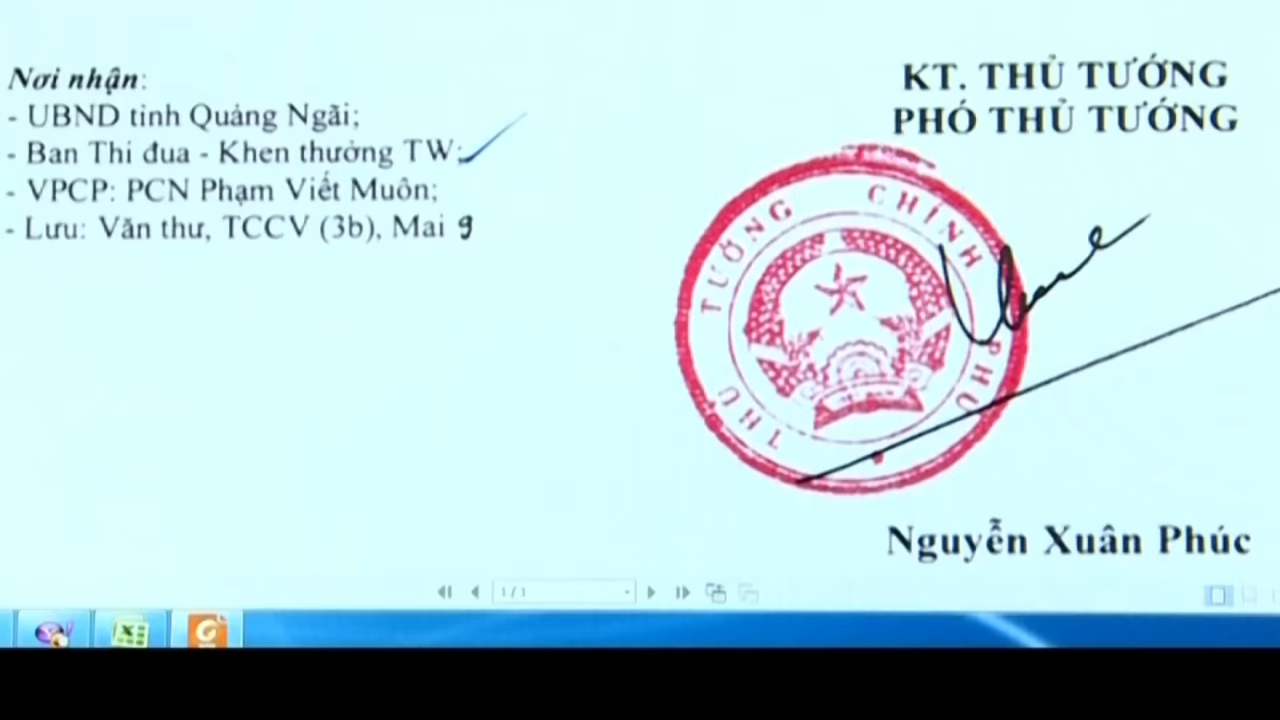 Nơi nhận:
- UBND tỉnh Quảng Ngãi;
- Ban Thi đua - Khen thưởng TW;
- VPCP: PCN Phạm Viết Muôn;
- Lưu: Văn thư, TCCV (3b), Mai 9
KT. THỦ TƯỚNG
PHÓ THỦ TƯỚNG
THỦ TƯỚNG CHÍNH PHỦ
Nguyễn Xuân Phúc
1 / 1